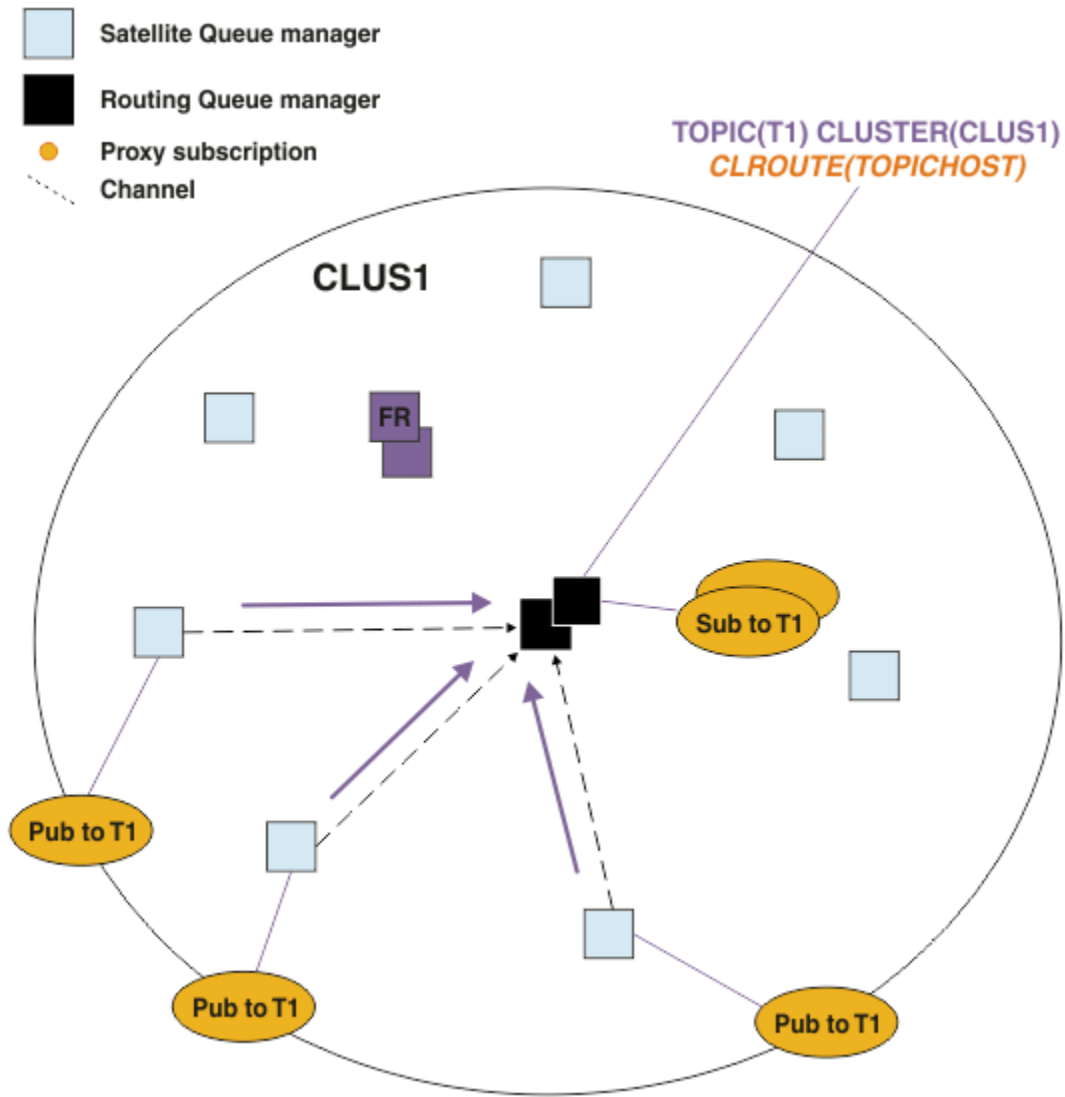 Satellite Queue manager
Routing Queue manager
Proxy subscription
Channel
TOPIC(T1) CLUSTER(CLUS1)
CLROUTE(TOPICHOST)
CLUS1
FR
Sub to T1
Pub to T1
Pub to T1
Pub to T1